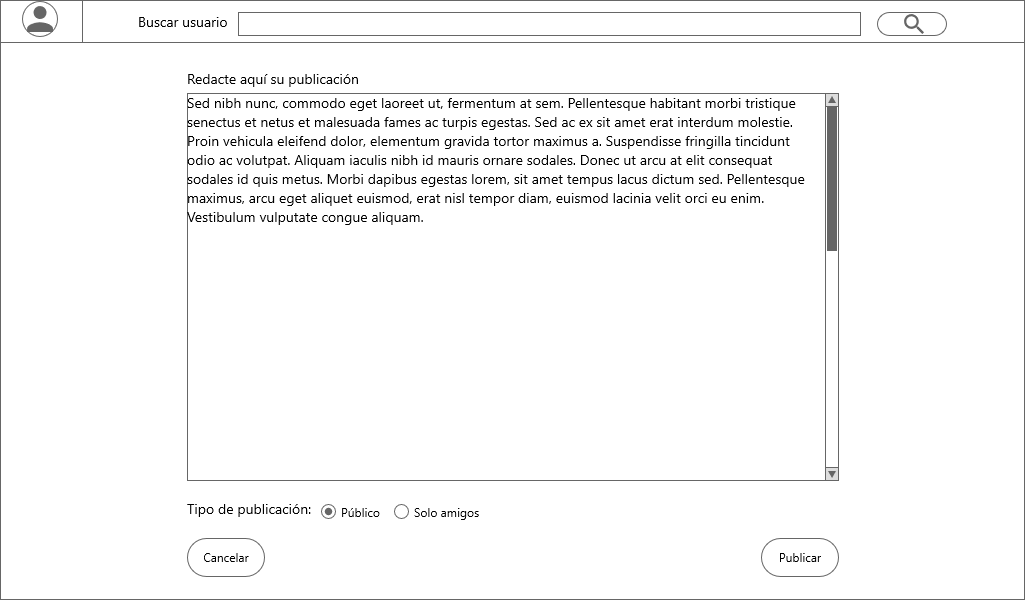 Buscar usuario
Redacte aquí su publicación
Sed nibh nunc, commodo eget laoreet ut, fermentum at sem. Pellentesque habitant morbi tristique
senectus et netus et malesuada fames ac turpis egestas. Sed ac ex sit amet erat interdum molestie.
Proin vehicula eleifend dolor, elementum gravida tortor maximus a. Suspendisse fringilla tincidunt
odio ac volutpat. Aliquam iaculis nibh id mauris ornare sodales. Donec ut arcu at elit consequat
sodales id quis metus. Morbi dapibus egestas lorem, sit amet tempus lacus dictum sed. Pellentesque
maximus, arcu eget aliquet euismod, erat nisl tempor diam, euismod lacinia velit orci eu enim.
Vestibulum vulputate congue aliquam.
Tipo de publicación: Público Solo amigos
Cancelar Publicar